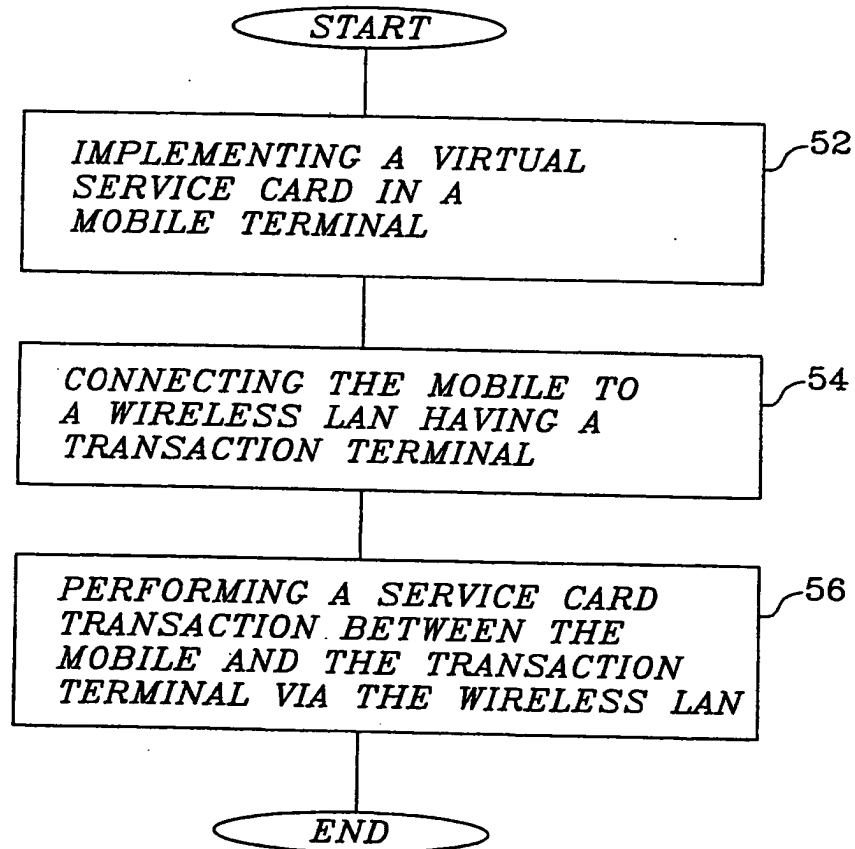 START
IMPLEMENTING A VIRTUAL
SERVICE CARD IN A
MOBILE TERMINAL
52
CONNECTING THE MOBILE TO
A WIRELESS LAN HAVING A
TRANSACTION TERMINAL
54
PERFORMING A SERVICE CARD
TRANSACTION BETWEEN THE
MOBILE AND THE TRANSACTION
TERMINAL VIA THE WIRELESS LAN
56
END